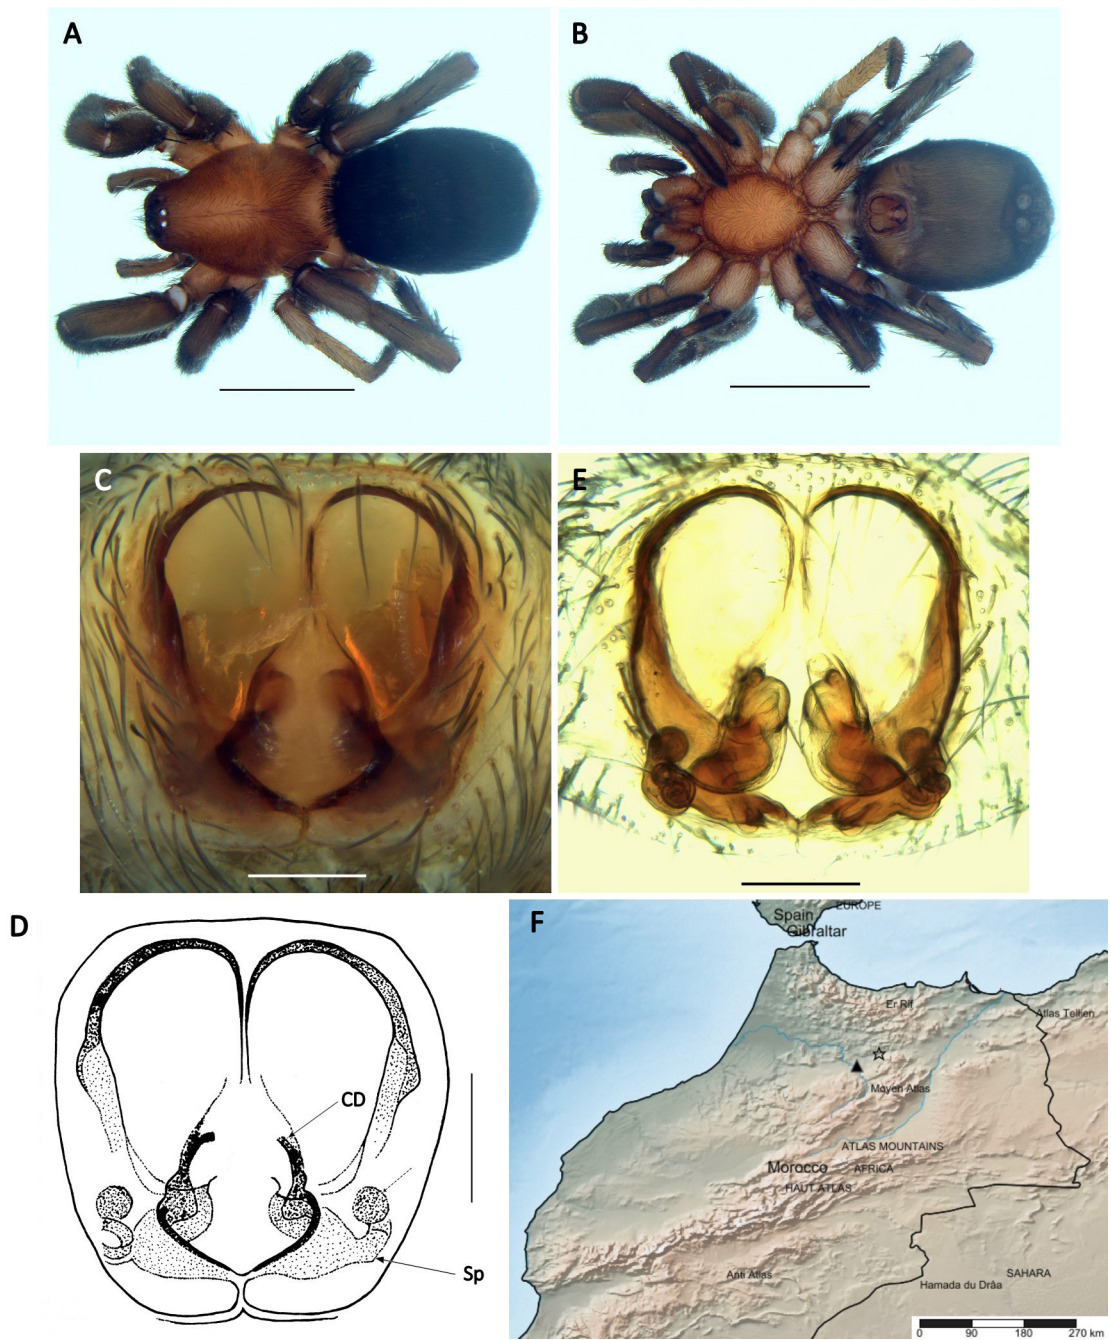 A
B
C
E
D
CD
Sp
F
EUROPE
Spain
Gibraltar
Er Rif
Atlas Tellien
Moyen Atlas
ATLAS MOUNTAINS
Morocco
AFRICA
HAUT ATLAS
Anti Atlas
SAHARA
Hamada du Drâa
0 90 180 270 km